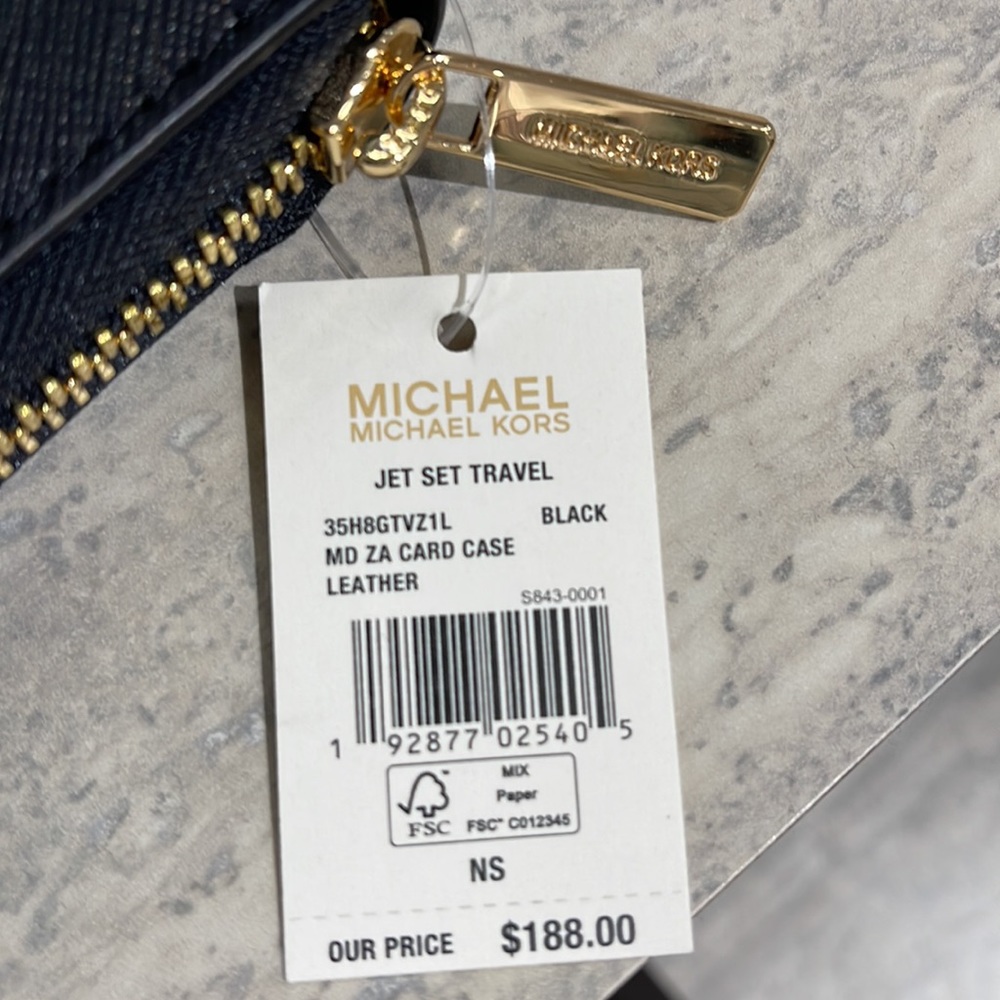 MICHAEL KORS
MICHAEL
MICHAEL KORS
JET SET TRAVEL
35H8GTVZ1L BLACK
MD ZA CARD CASE
LEATHER
S843-0001
1 92877 02540 5
FSC
MIX
Paper
FSC™ C012345
NS
OUR PRICE $188.00